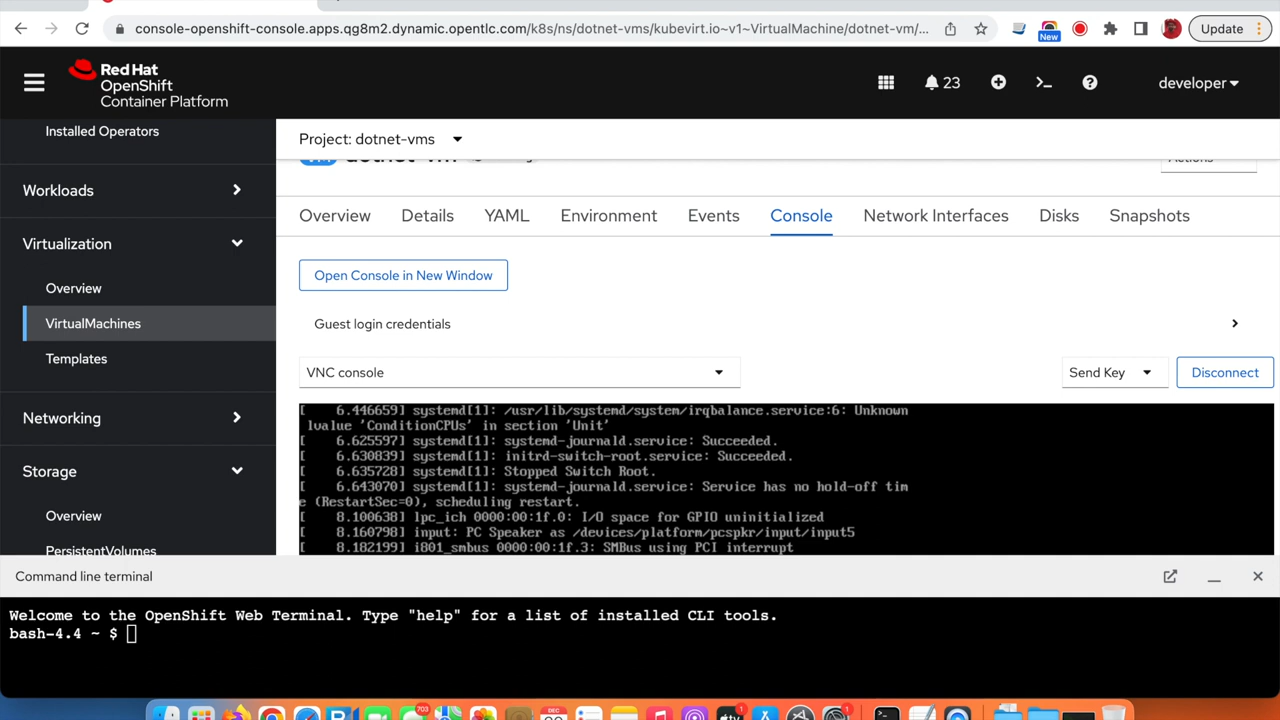 console-openshift-console.apps.qg8m2.dynamic.opentlc.com/k8s/ns/dotnet-vms/kubevirt.io~v1~VirtualMachine/dotnet-vm/...
New
Update
Red Hat
OpenShift
Container Platform
23
developer
Installed Operators
Workloads
Virtualization
Overview
VirtualMachines
Templates
Networking
Storage
Overview
PersistentVolumes
Project: dotnet-vms
dotnet-vm
Actions
Overview Details YAML Environment Events Console Network Interfaces Disks Snapshots
Open Console in New Window
Guest login credentials
VNC console
Send Key
Disconnect
[ 6.446659] systemd[1]: /usr/lib/systemd/system/irqbalance.service:6: Unknown
lvalue 'ConditionCPUs' in section 'Unit'
[ 6.625597] systemd[1]: systemd-journald.service: Succeeded.
[ 6.630839] systemd[1]: initrd-switch-root.service: Succeeded.
[ 6.635728] systemd[1]: Stopped Switch Root.
[ 6.643070] systemd[1]: systemd-journald.service: Service has no hold-off tim
e (RestartSec=0), scheduling restart.
[ 8.100638] lpc_ich 0000:00:1f.0: I/O space for GPIO uninitialized
[ 8.160798] input: PC Speaker as /devices/platform/pcspkr/input/input5
[ 8.182199] i801_smbus 0000:00:1f.3: SMBus using PCI interrupt
Command line terminal
Welcome to the OpenShift Web Terminal. Type "help" for a list of installed CLI tools.
bash-4.4 ~ $
703
DEC
1
1
tv